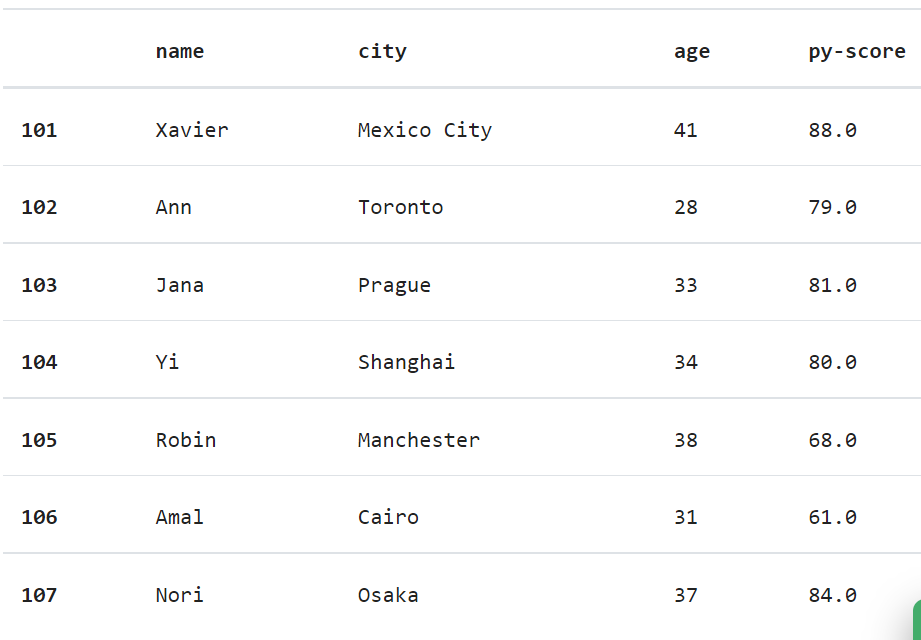 name city age py-score
101 Xavier Mexico City 41 88.0
102 Ann Toronto 28 79.0
103 Jana Prague 33 81.0
104 Yi Shanghai 34 80.0
105 Robin Manchester 38 68.0
106 Amal Cairo 31 61.0
107 Nori Osaka 37 84.0